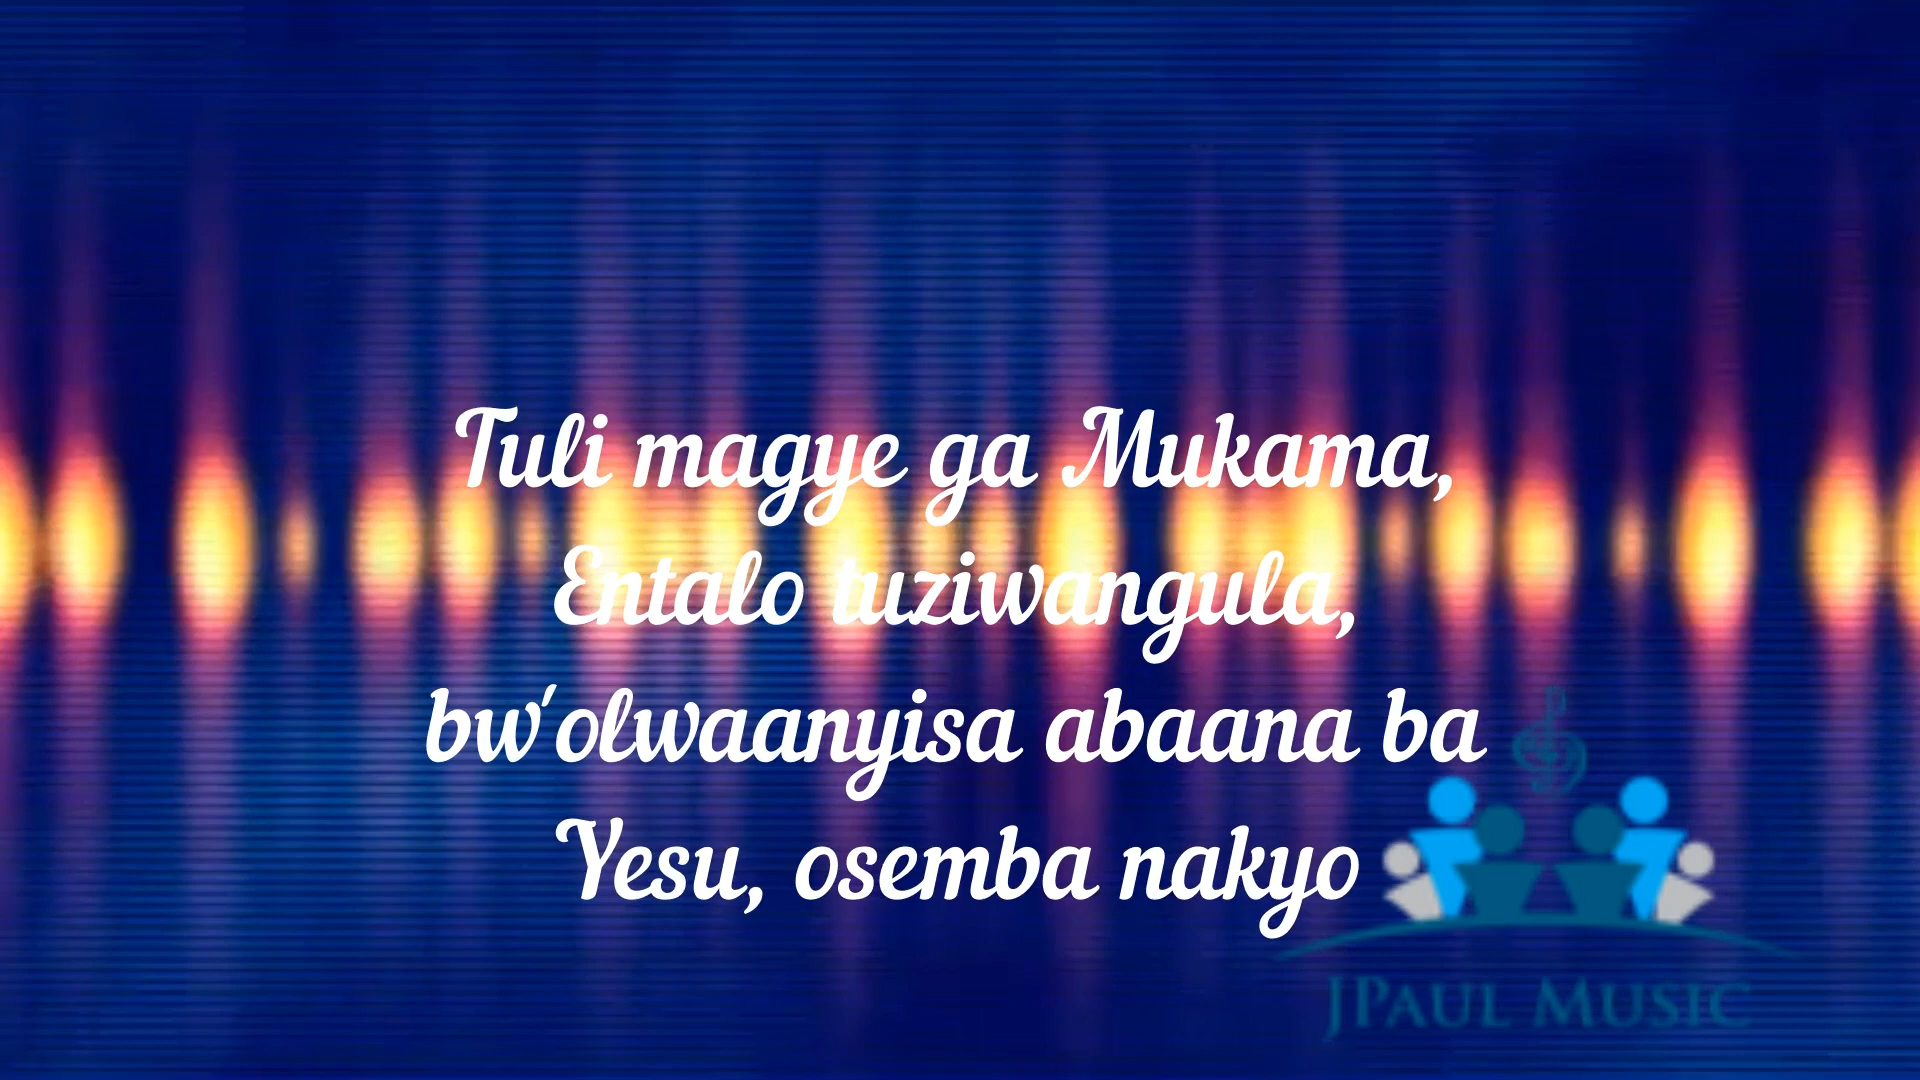 Tuli magye ga Mukama,
Entalo tuziwangula,
bw'olwaanyisa abaana ba
Yesu, osemba nakyo
JPAUL MUSIC